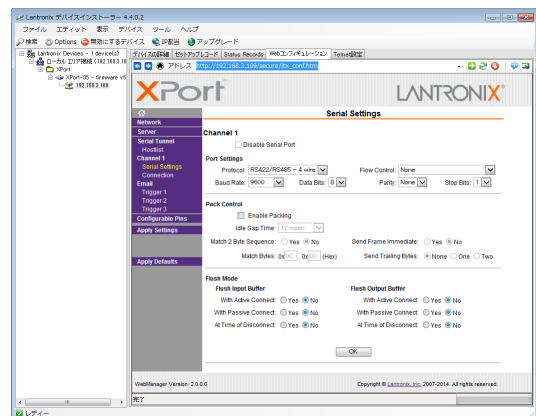 Lantronix デバイスインストーラー 4.4.0.2
ファイル エディット 表示 デバイス ツール ヘルプ
検索 Options 無効にするデバイス IP割当 アップグレード
Lantronix Devices - 1 device(s)
ローカル エリア接続 (192.168.3.10
XPort
XPort-05 - firmware v6
192.168.3.109
デバイスの詳細 セットアップレコード Status Records Webコンフィギュレーション Telnet設定
アドレス http://192.168.3.109/secure/ltx_conf.htm
XPort
LANTRONIX
Serial Settings
Network
Server
Serial Tunnel
Hostlist
Channel 1
Serial Settings
Connection
Email
Trigger 1
Trigger 2
Trigger 3
Configurable Pins
Apply Settings
Apply Defaults
Channel 1
Disable Serial Port
Port Settings
Protocol: RS422/RS485 - 4 wire Flow Control: None
Baud Rate: 9600 Data Bits: 8 Parity: None Stop Bits: 1
Pack Control
Enable Packing
Idle Gap Time: 12 msec
Match 2 Byte Sequence: Yes No Send Frame Immediate: Yes No
Match Bytes: 0x00 0x00 (Hex) Send Trailing Bytes: None One Two
Flush Mode
Flush Input Buffer Flush Output Buffer
With Active Connect: Yes No With Active Connect: Yes No
With Passive Connect: Yes No With Passive Connect: Yes No
At Time of Disconnect: Yes No At Time of Disconnect: Yes No
OK
WebManager Version: 2.0.0.6 Copyright © Lantronix, Inc. 2007-2014. All rights reserved.
完了
レディー